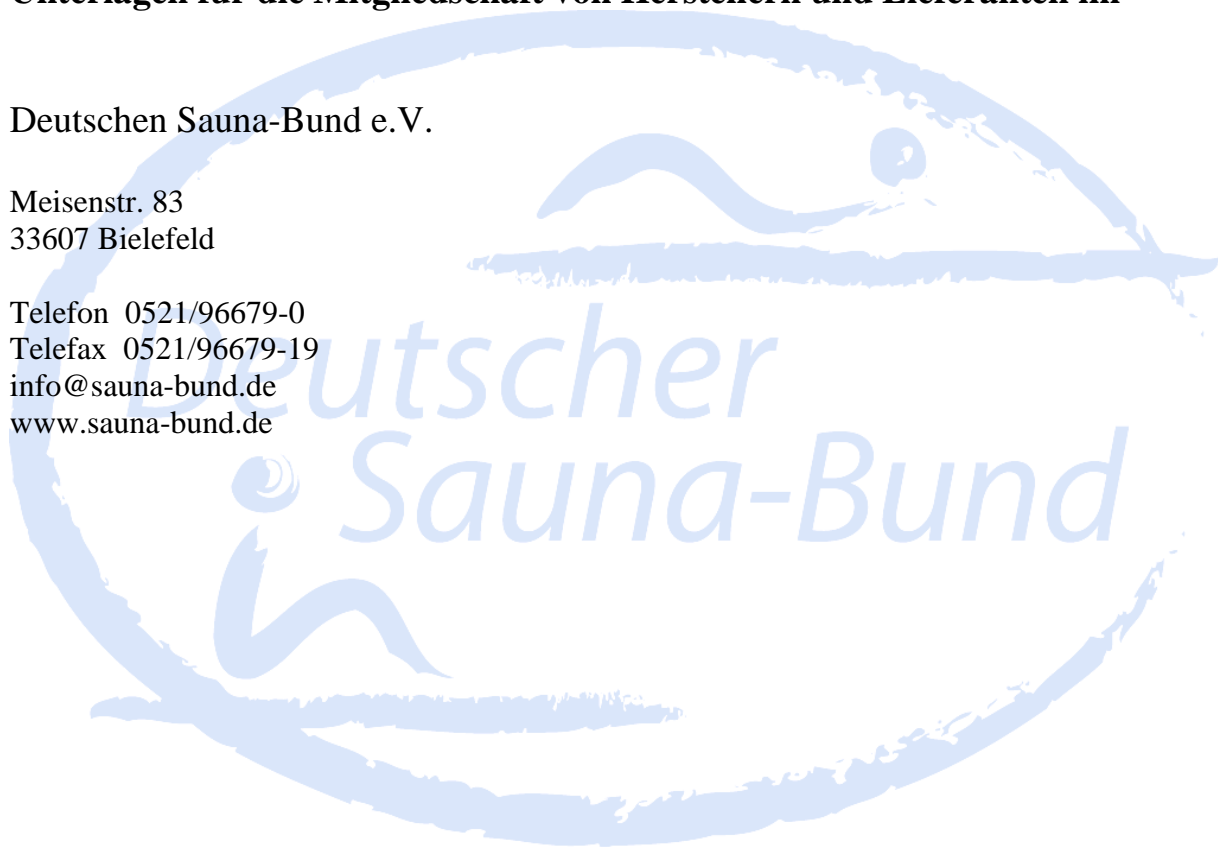 Unterlagen für die Mitgliedschaft von Herstellern und Lieferanten im
Deutschen Sauna-Bund e.V.
Meisenstr. 83
33607 Bielefeld
Telefon 0521/96679-0
Telefax 0521/96679-19
info@sauna-bund.de
www.sauna-bund.de
Deutscher
Sauna-Bund